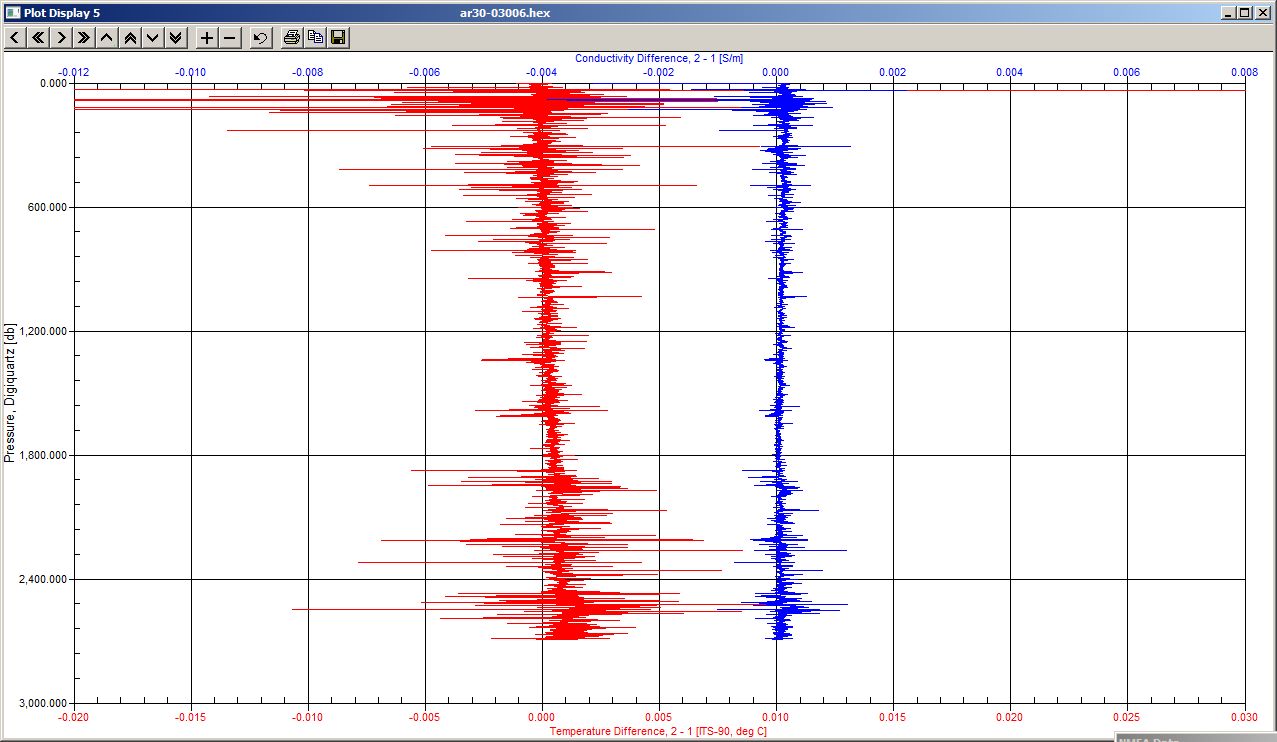 Plot Display 5
ar30-03006.hex
Conductivity Difference, 2 - 1 [S/m]
-0.012 -0.010 -0.008 -0.006 -0.004 -0.002 0.000 0.002 0.004 0.006 0.008
0.000
600.000
1,200.000
1,800.000
2,400.000
3,000.000
Pressure, Digiquartz [db]
-0.020 -0.015 -0.010 -0.005 0.000 0.005 0.010 0.015 0.020 0.025 0.030
Temperature Difference, 2 - 1 [ITS-90, deg C]